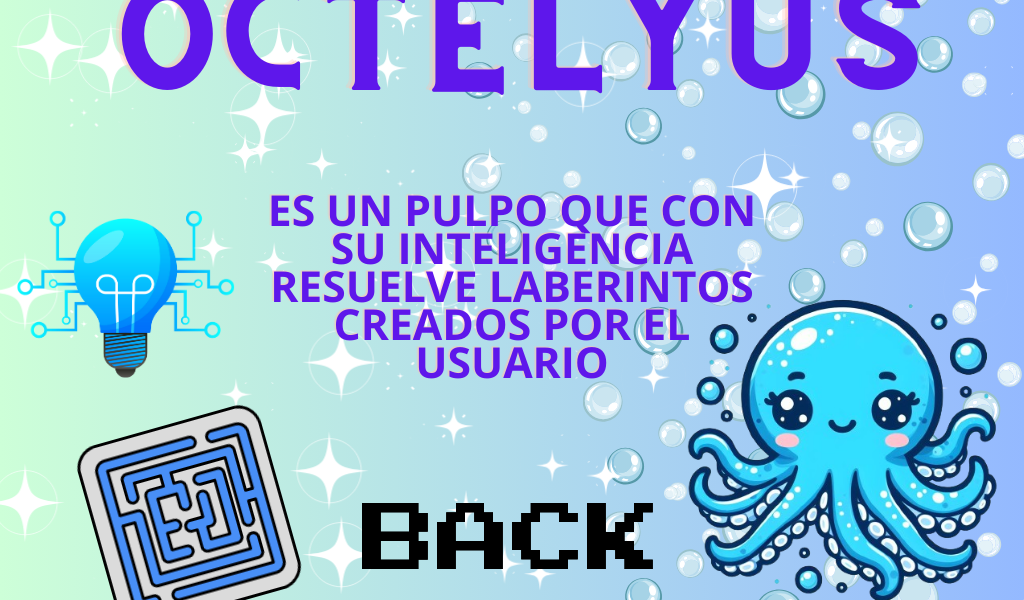 OCTELYUS
ES UN PULPO QUE CON
SU INTELIGENCIA
RESUELVE LABERINTOS
CREADOS POR EL
USUARIO
BACK